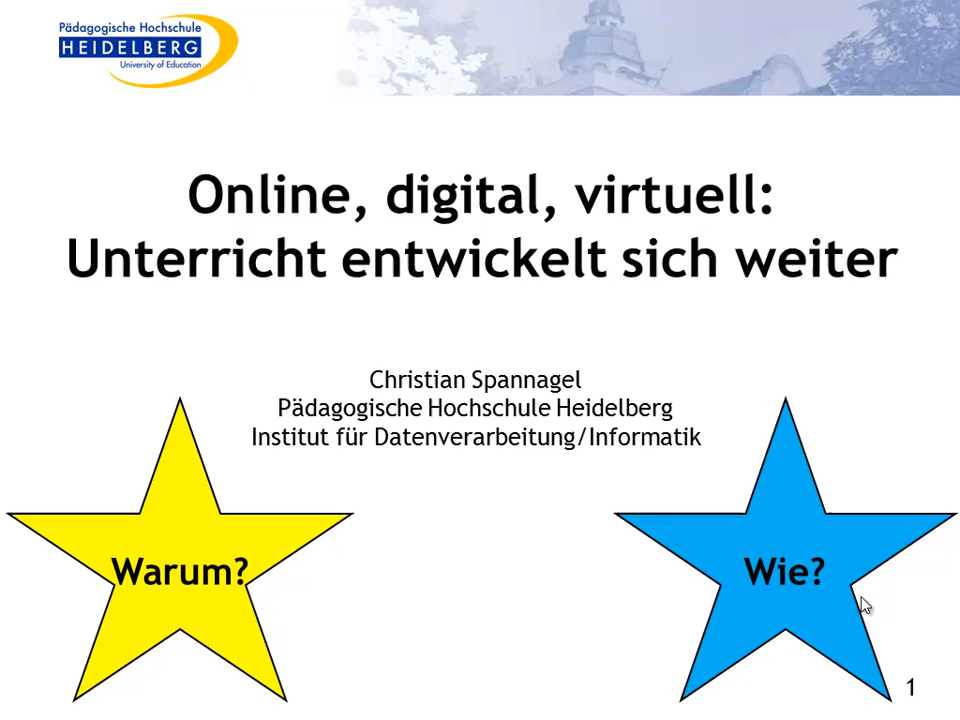 Pädagogische Hochschule
HEIDELBERG
University of Education
Online, digital, virtuell:
Unterricht entwickelt sich weiter
Christian Spannagel
Pädagogische Hochschule Heidelberg
Institut für Datenverarbeitung/Informatik
Warum?
Wie?
1